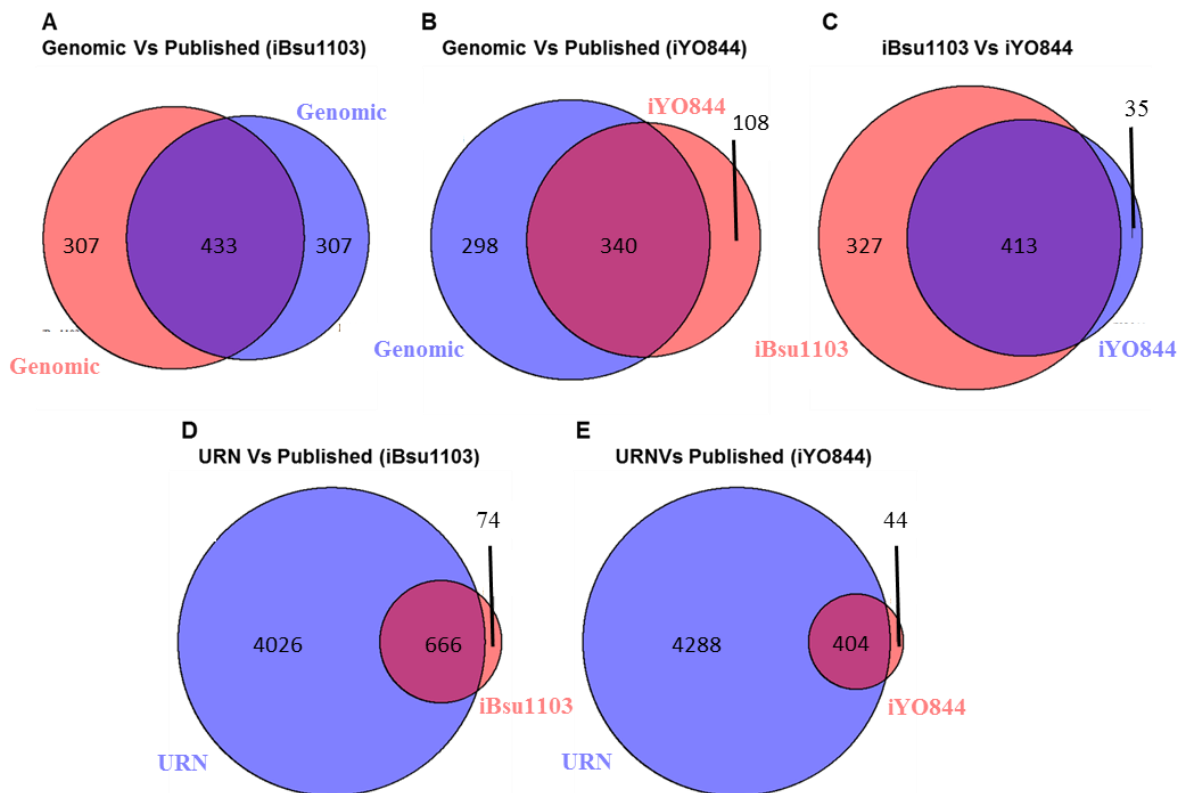 A
Genomic Vs Published (iBsu1103)
Genomic
307
433
307
Genomic
B
Genomic Vs Published (iYO844)
iYO844
108
298
340
Genomic
C
iBsu1103 Vs iYO844
35
327
413
iBsu1103
iYO844
D
URN Vs Published (iBsu1103)
74
4026
666
iBsu1103
URN
E
URNVs Published (iYO844)
44
4288
404
iYO844
URN